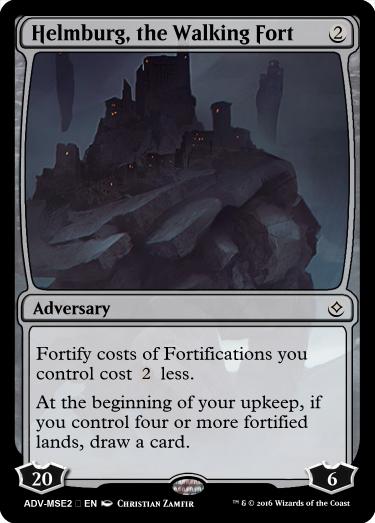 Helmburg, the Walking Fort 2
Adversary
Fortify costs of Fortifications you
control cost 2 less.
At the beginning of your upkeep, if
you control four or more fortified
lands, draw a card.
20 6
ADV-MSE2 EN Christian Zamfir ™ & © 2016 Wizards of the Coast